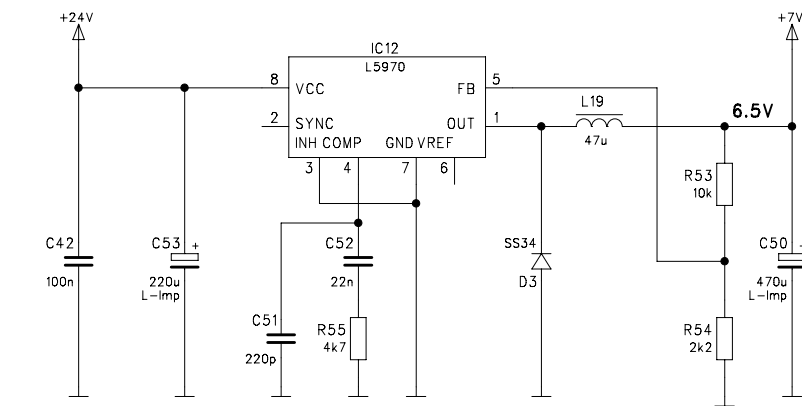 +24V
+7V
IC12
L5970
8
VCC
FB
5
L19
6.5V
2
SYNC
OUT
1
47u
INH COMP
GND VREF
3
4
7
6
R53
10k
C42
C53
+
C52
SS34
C50
100n
220u
22n
D3
470u
L-Imp
L-Imp
C51
R55
R54
220p
4k7
2k2